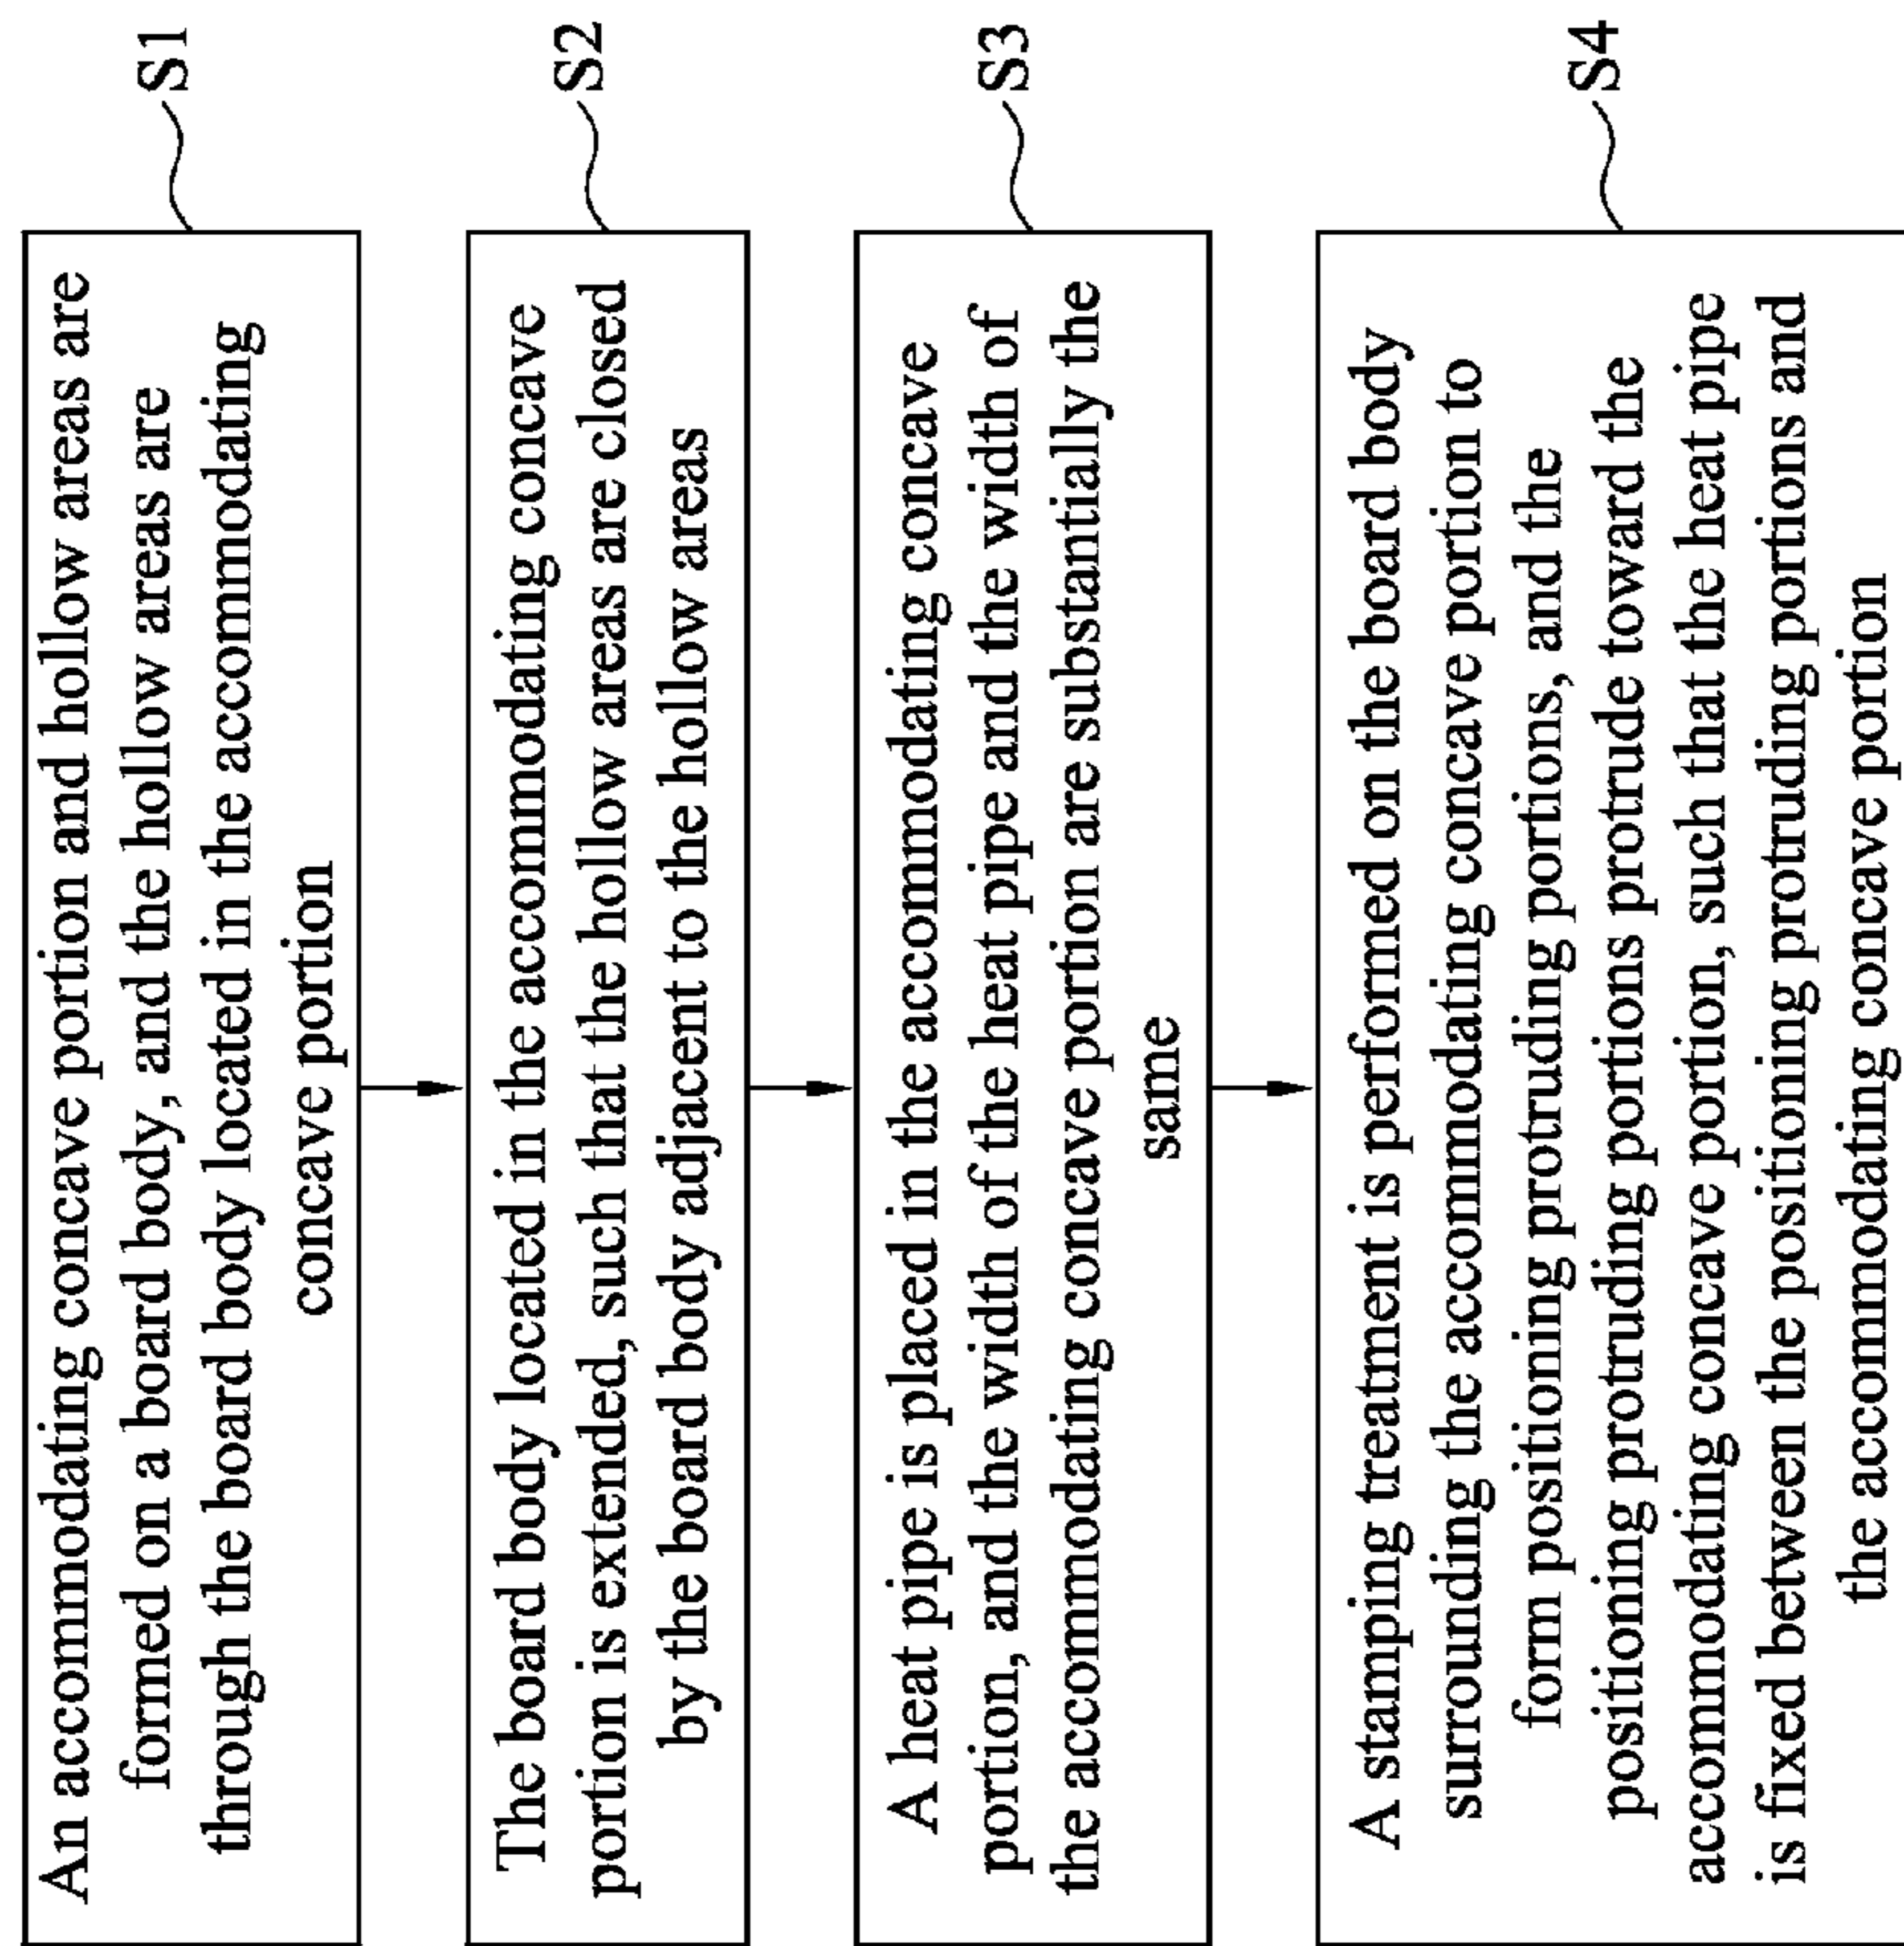 An accommodating concave portion and hollow areas are
formed on a board body, and the hollow areas are
through the board body located in the accommodating
concave portion
S1
The board body located in the accommodating concave
portion is extended, such that the hollow areas are closed
by the board body adjacent to the hollow areas
S2
A heat pipe is placed in the accommodating concave
portion, and the width of the heat pipe and the width of
the accommodating concave portion are substantially the
same
S3
A stamping treatment is performed on the board body
surrounding the accommodating concave portion to
form positioning protruding portions, and the
positioning protruding portions protrude toward the
accommodating concave portion, such that the heat pipe
is fixed between the positioning protruding portions and
the accommodating concave portion
S4